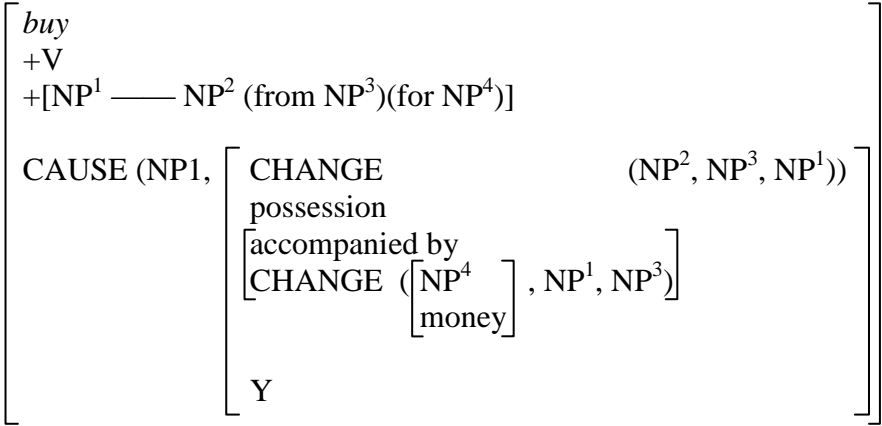 buy
+V
+[NP¹ —— NP² (from NP³)(for NP⁴)]
CAUSE (NP1, CHANGE (NP², NP³, NP¹))
possession
accompanied by
CHANGE (NP⁴ , NP¹, NP³)
money
Y